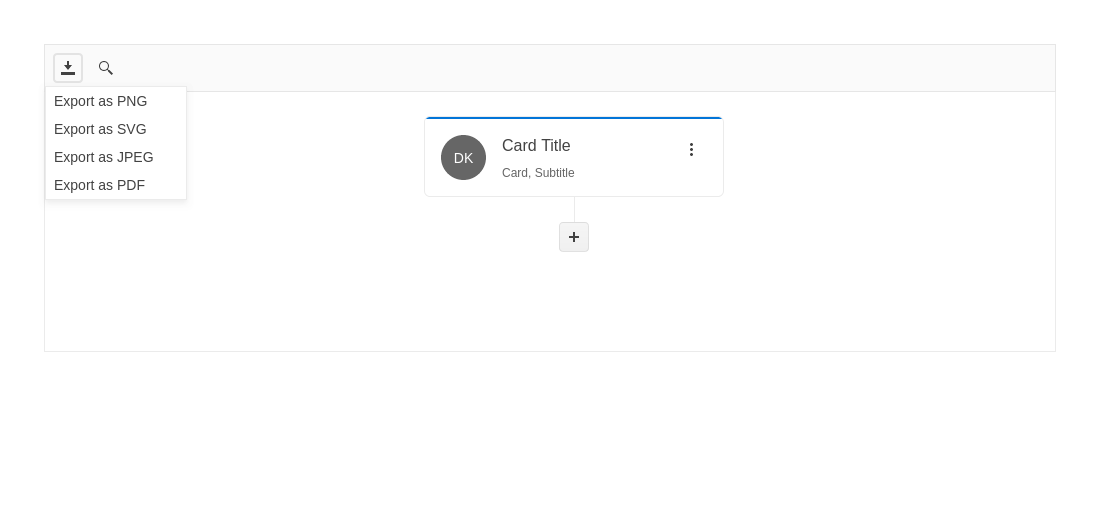 Export as PNG
Export as SVG
Export as JPEG
Export as PDF
DK
Card Title
Card, Subtitle